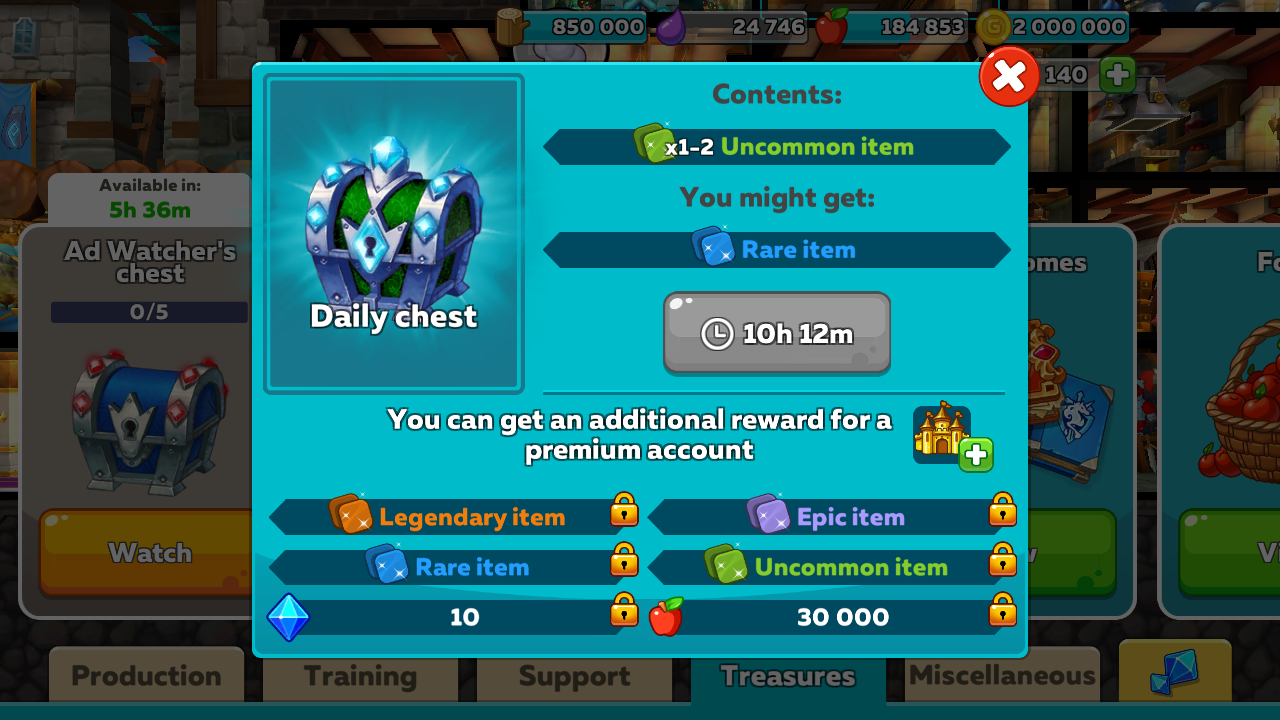 850 000
24 746
184 853
2 000 000
140
Contents:
x1-2 Uncommon item
You might get:
Rare item
10h 12m
Daily chest
Available in:
5h 36m
Ad Watcher's
chest
0/5
Watch
You can get an additional reward for a
premium account
Legendary item
Epic item
Rare item
Uncommon item
10
30 000
Production
Training
Support
Treasures
Miscellaneous